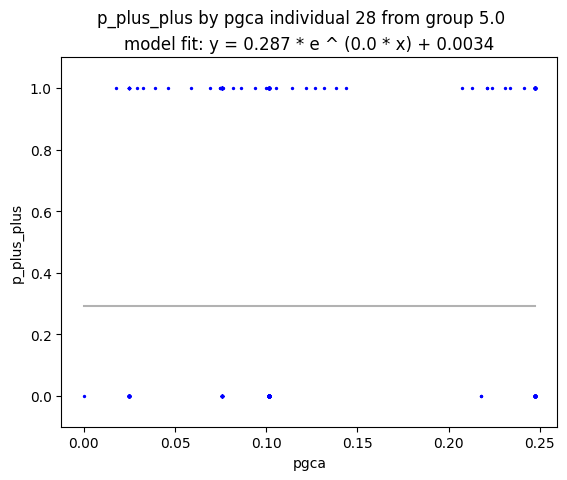 p_plus_plus by pgca individual 28 from group 5.0
model fit: y = 0.287 * e ^ (0.0 * x) + 0.0034
1.0
0.8
0.6
0.4
0.2
0.0
p_plus_plus
0.00 0.05 0.10 0.15 0.20 0.25
pgca